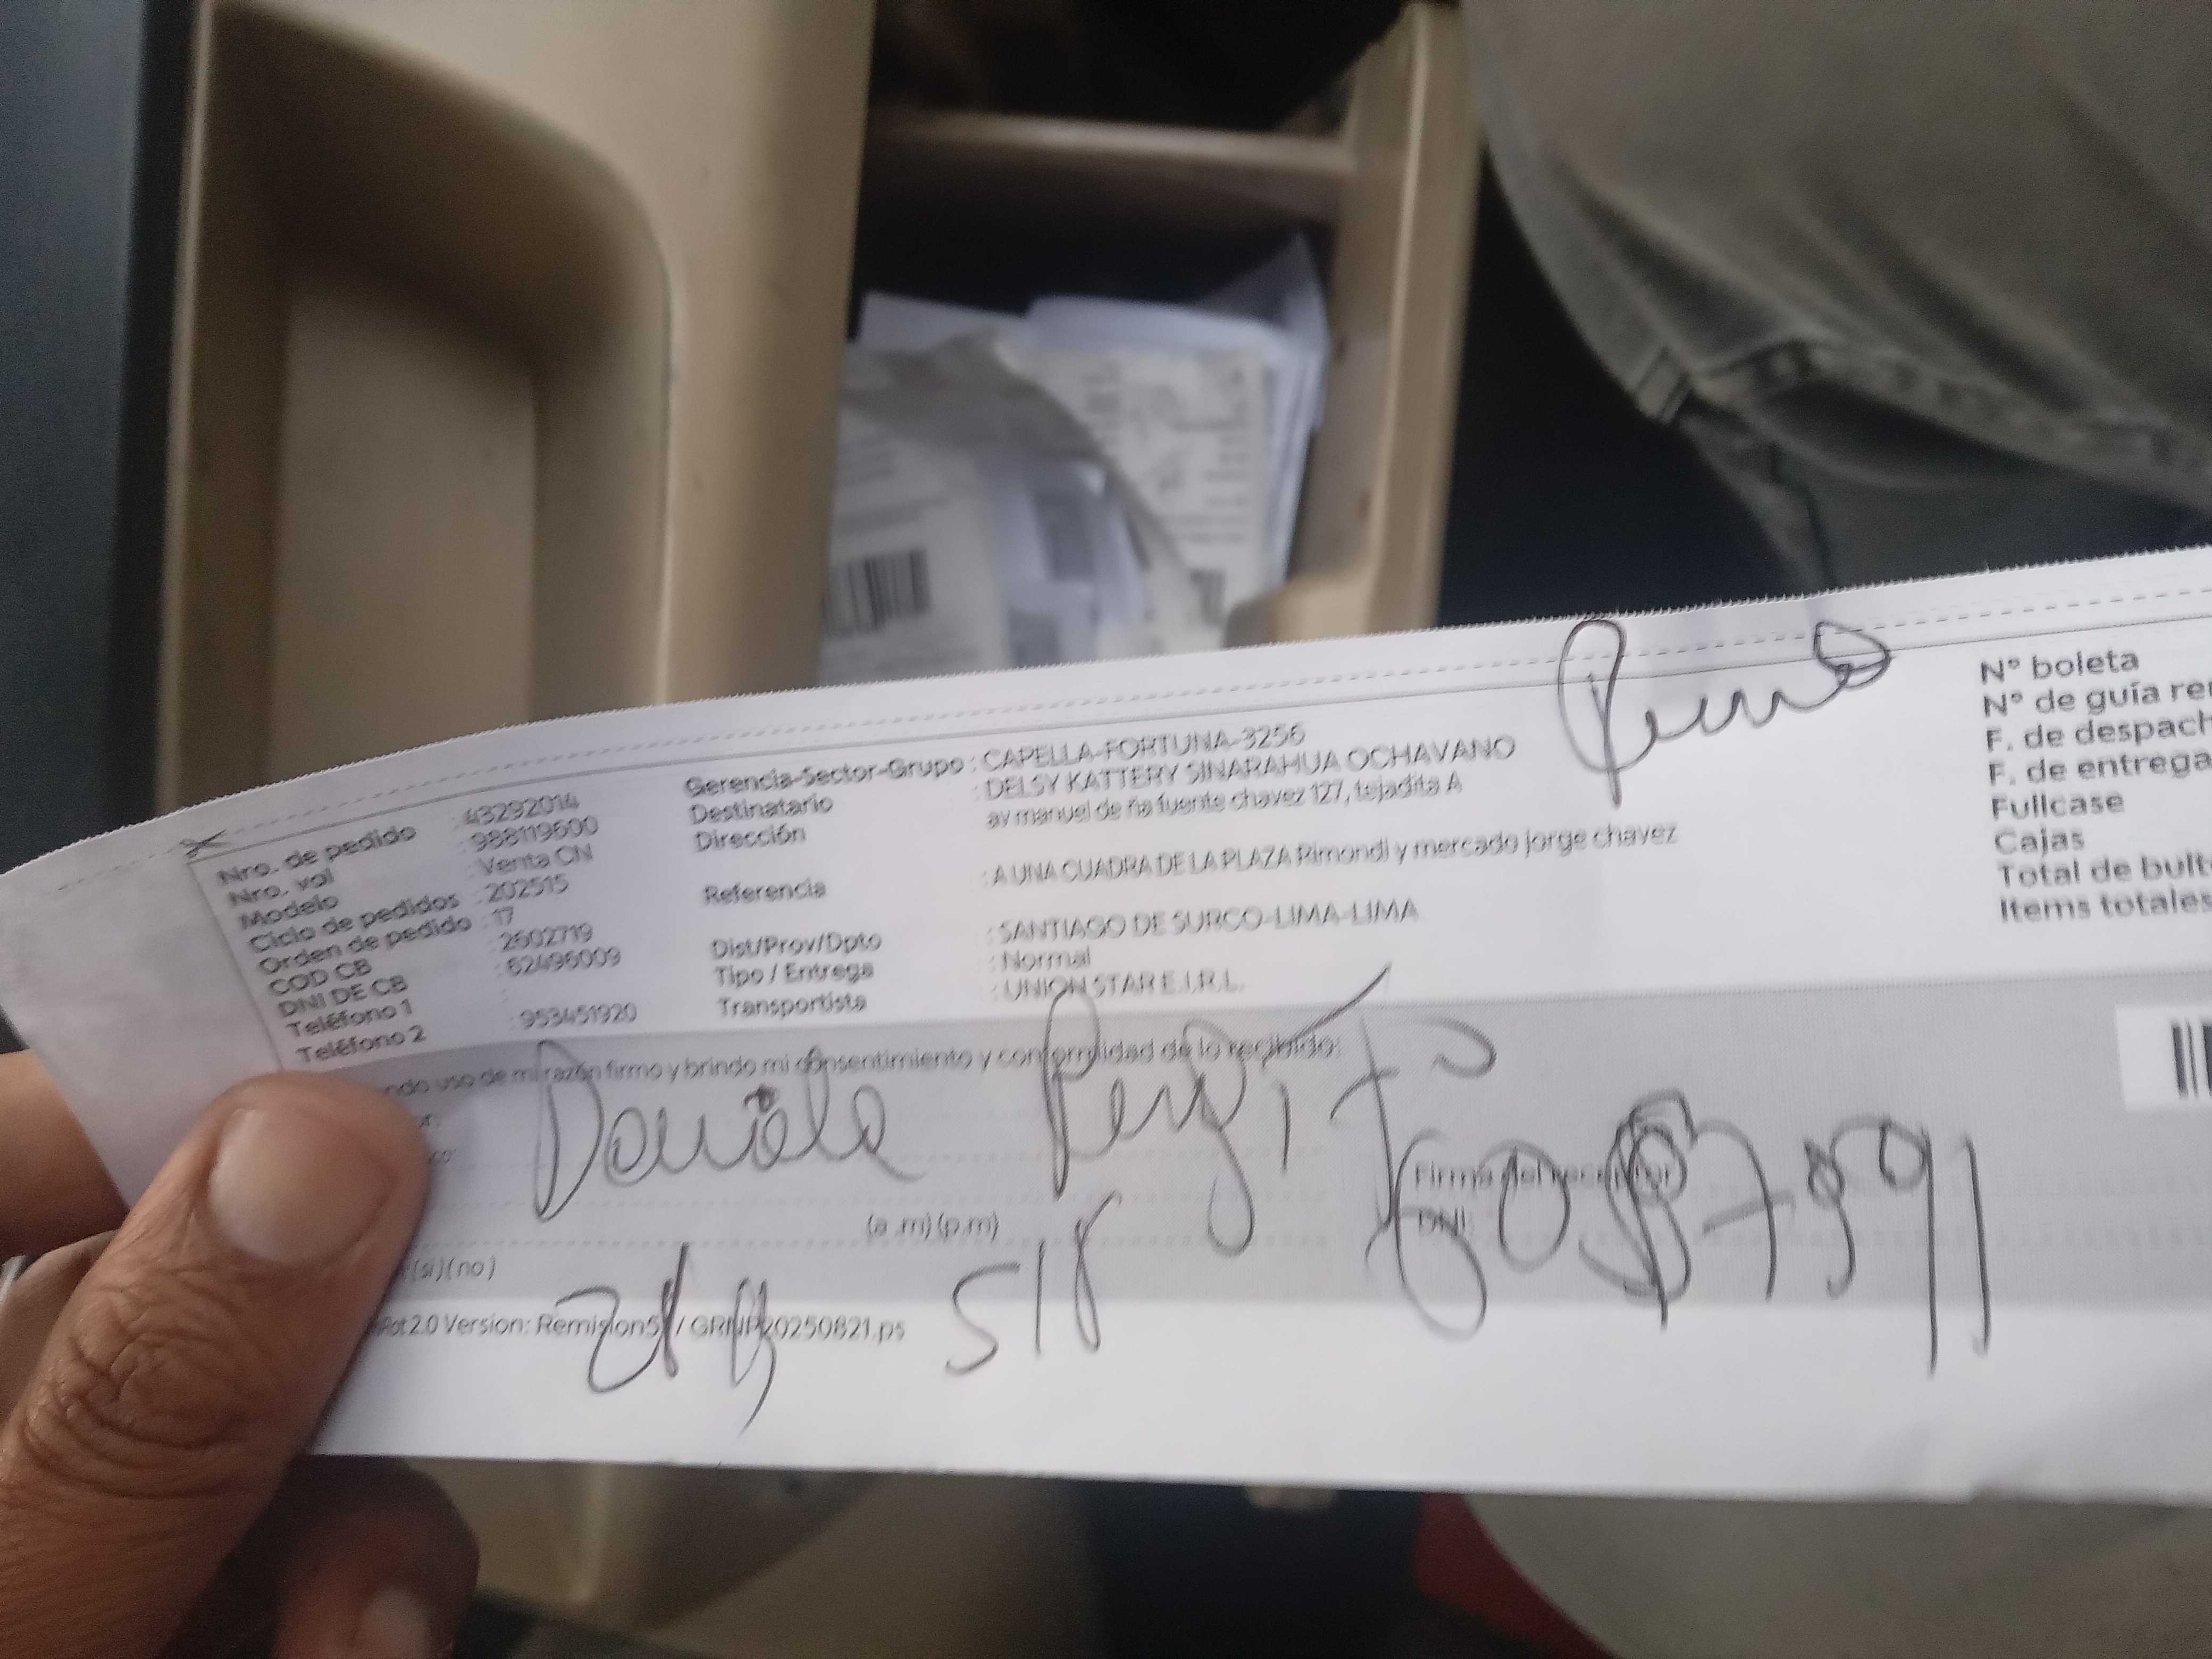 Nro. de pedido : 43292014
Nro. vol : 988119600
Modelo : Venta CN
Ciclo de pedidos : 202515
Orden de pedido : 17
COD CB : 2602719
DNI DE CB : 62496009
Teléfono 1 :
Teléfono 2 : 953451920
Gerencia-Sector-Grupo : CAPELLA-FORTUNA-3256
Destinatario : DELSY KATTERY SINARAHUA OCHAVANO
Dirección : av manuel de ña fuente chavez 127, tejadita A
Referencia : A UNA CUADRA DE LA PLAZA Rimondi y mercado jorge chavez
Dist/Prov/Dpto : SANTIAGO DE SURCO-LIMA-LIMA
Tipo / Entrega : Normal
Transportista : UNION STAR E.I.R.L.
N° boleta
N° de guía re
F. de despach
F. de entrega
Fullcase
Cajas
Total de bult
Items totales
ndo uso de mi razón firmo y brindo mi consentimiento y conformidad de lo recibido:
Daniela
Firma del receptor
DNI:
(a .m) (p.m)
(si) (no)
2.0 Version: Remision5 / GRNP20250821.ps